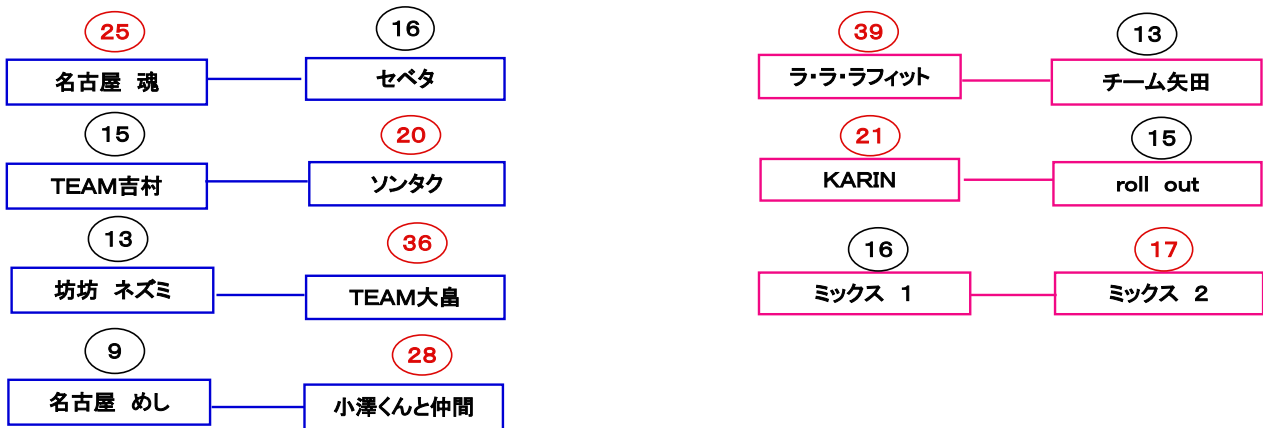 25 16
名古屋　魂 セベタ
15 20
TEAM吉村 ソンタク
13 36
坊坊　ネズミ TEAM大畠
9 28
名古屋　めし 小澤くんと仲間
39 13
ラ・ラ・ラフィット チーム矢田
21 15
KARIN roll　out
16 17
ミックス　1 ミックス　2